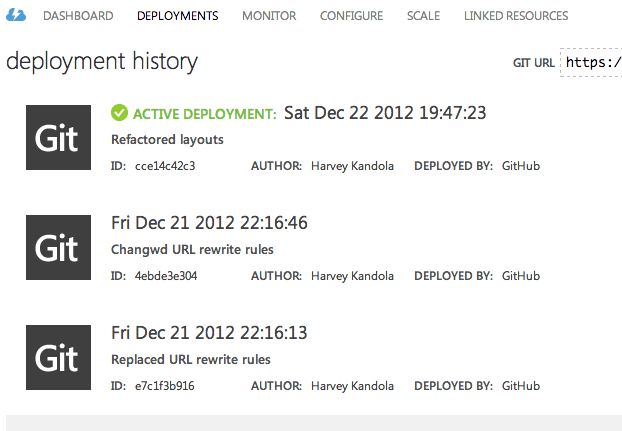 DASHBOARD DEPLOYMENTS MONITOR CONFIGURE SCALE LINKED RESOURCES
deployment history
GIT URL https:/
Git
ACTIVE DEPLOYMENT: Sat Dec 22 2012 19:47:23
Refactored layouts
ID: cce14c42c3 AUTHOR: Harvey Kandola DEPLOYED BY: GitHub
Git
Fri Dec 21 2012 22:16:46
Changwd URL rewrite rules
ID: 4ebde3e304 AUTHOR: Harvey Kandola DEPLOYED BY: GitHub
Git
Fri Dec 21 2012 22:16:13
Replaced URL rewrite rules
ID: e7c1f3b916 AUTHOR: Harvey Kandola DEPLOYED BY: GitHub